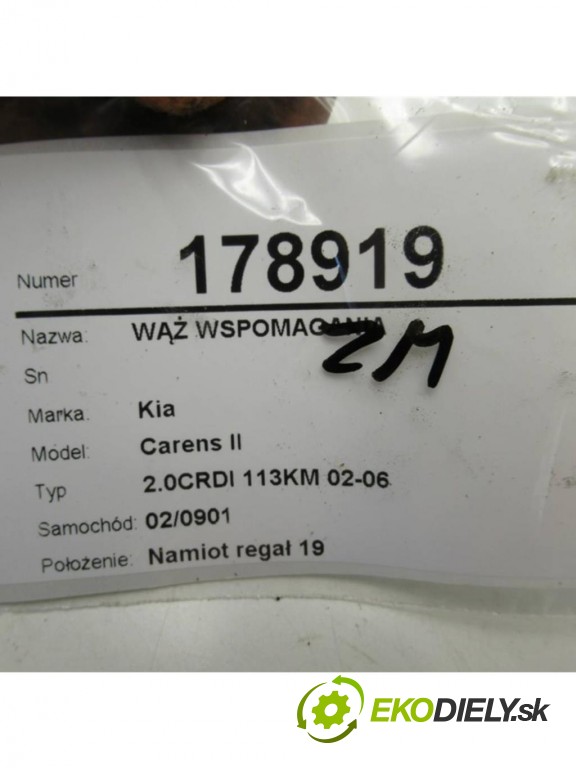 Numer 178919
Nazwa: WĄŻ WSPOMAGANIA
ZM
Sn
Marka: Kia
Model: Carens II
Typ 2.0CRDI 113KM 02-06
Samochód: 02/0901
Położenie: Namiot regał 19
EKODIELY.sk